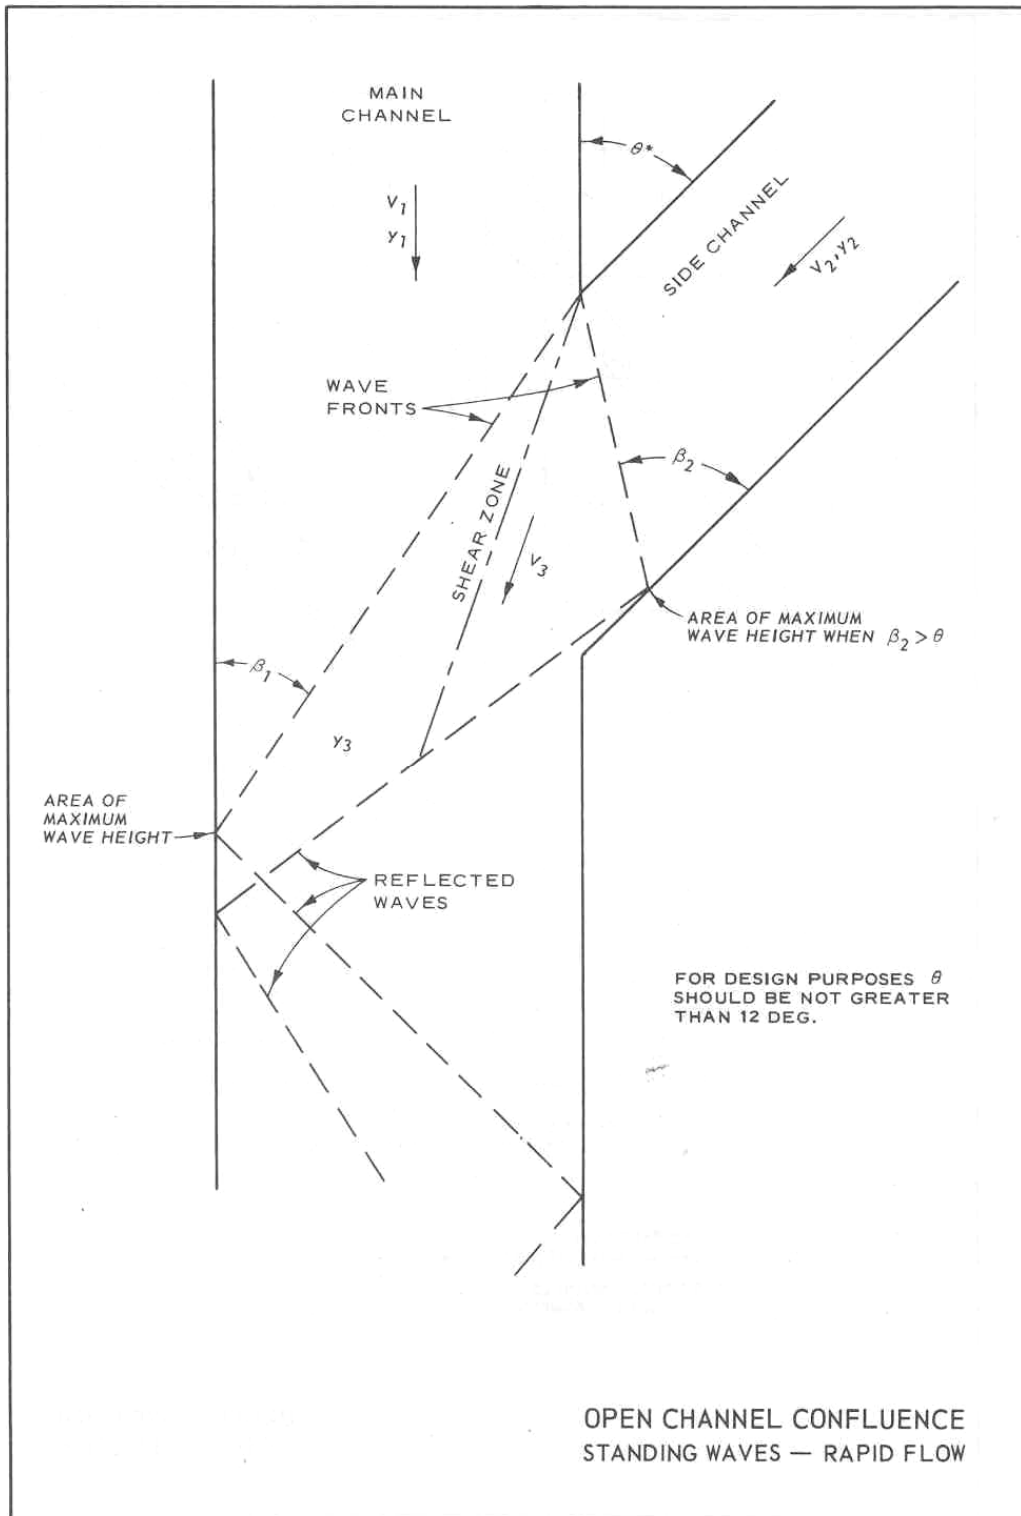 MAIN
CHANNEL
θ*
V1
Y1
SIDE CHANNEL
V2, Y2
WAVE
FRONTS
SHEAR ZONE
V3
β2
AREA OF MAXIMUM
WAVE HEIGHT WHEN β2 > θ
β1
Y3
AREA OF
MAXIMUM
WAVE HEIGHT
REFLECTED
WAVES
FOR DESIGN PURPOSES θ
SHOULD BE NOT GREATER
THAN 12 DEG.
OPEN CHANNEL CONFLUENCE
STANDING WAVES — RAPID FLOW